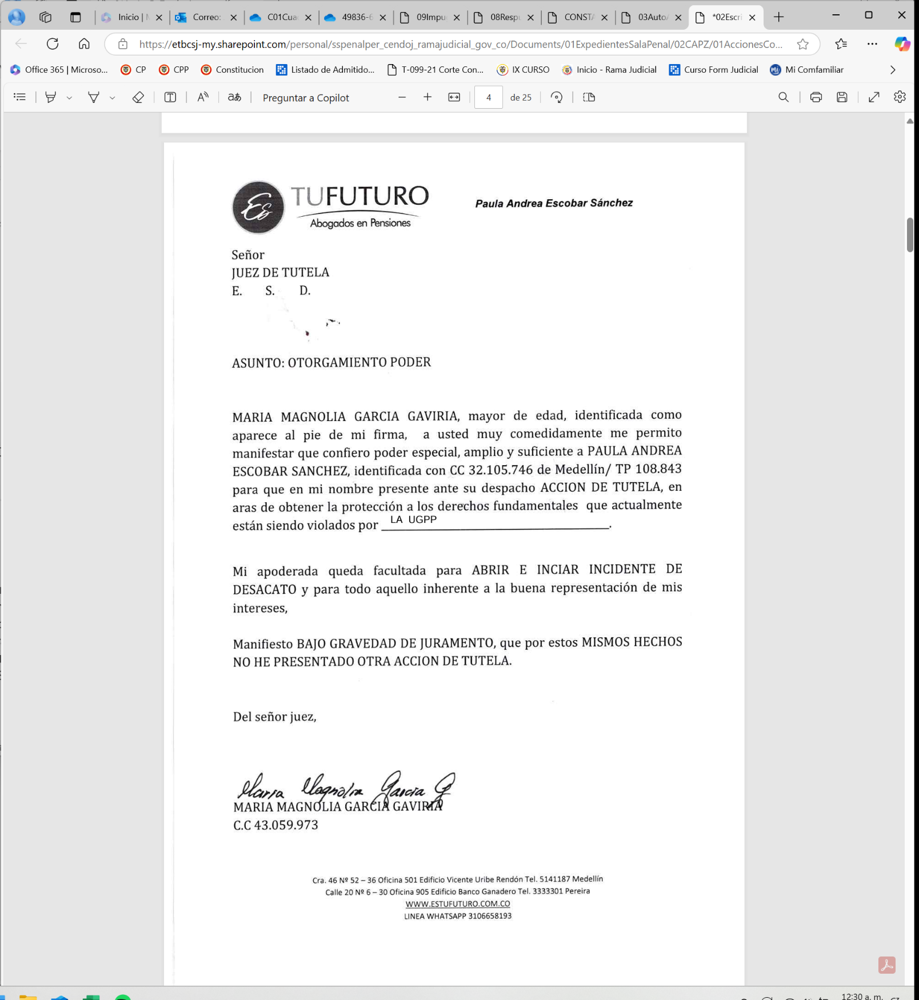 Inicio |
Correo:
C01Cua
49836-6
09Impu
08Resp
CONSTA
03Auto
*02Escri
https://etbcsj-my.sharepoint.com/personal/sspenalper_cendoj_ramajudicial_gov_co/Documents/01ExpedientesSalaPenal/02CAPZ/01AccionesCo...
Office 365 | Microso...
CP
CPP
Constitucion
Listado de Admitido...
T-099-21 Corte Con...
IX CURSO
Inicio - Rama Judicial
Curso Form Judicial
Mi Comfamiliar
Preguntar a Copilot
4 de 25
Es TUFUTURO
Abogados en Pensiones
Paula Andrea Escobar Sánchez
Señor
JUEZ DE TUTELA
E. S. D.
ASUNTO: OTORGAMIENTO PODER
MARIA MAGNOLIA GARCIA GAVIRIA, mayor de edad, identificada como
aparece al pie de mi firma, a usted muy comedidamente me permito
manifestar que confiero poder especial, amplio y suficiente a PAULA ANDREA
ESCOBAR SANCHEZ, identificada con CC 32.105.746 de Medellín/ TP 108.843
para que en mi nombre presente ante su despacho ACCION DE TUTELA, en
aras de obtener la protección a los derechos fundamentales que actualmente
están siendo violados por LA UGPP.
Mi apoderada queda facultada para ABRIR E INCIAR INCIDENTE DE
DESACATO y para todo aquello inherente a la buena representación de mis
intereses,
Manifiesto BAJO GRAVEDAD DE JURAMENTO, que por estos MISMOS HECHOS
NO HE PRESENTADO OTRA ACCION DE TUTELA.
Del señor juez,
Maria Magnolia Garcia G
MARIA MAGNOLIA GARCIA GAVIRIA
C.C 43.059.973
Cra. 46 Nº 52 – 36 Oficina 501 Edificio Vicente Uribe Rendón Tel. 5141187 Medellín
Calle 20 Nº 6 – 30 Oficina 905 Edificio Banco Ganadero Tel. 3333301 Pereira
WWW.ESTUFUTURO.COM.CO
LINEA WHATSAPP 3106658193
12:30 a. m.